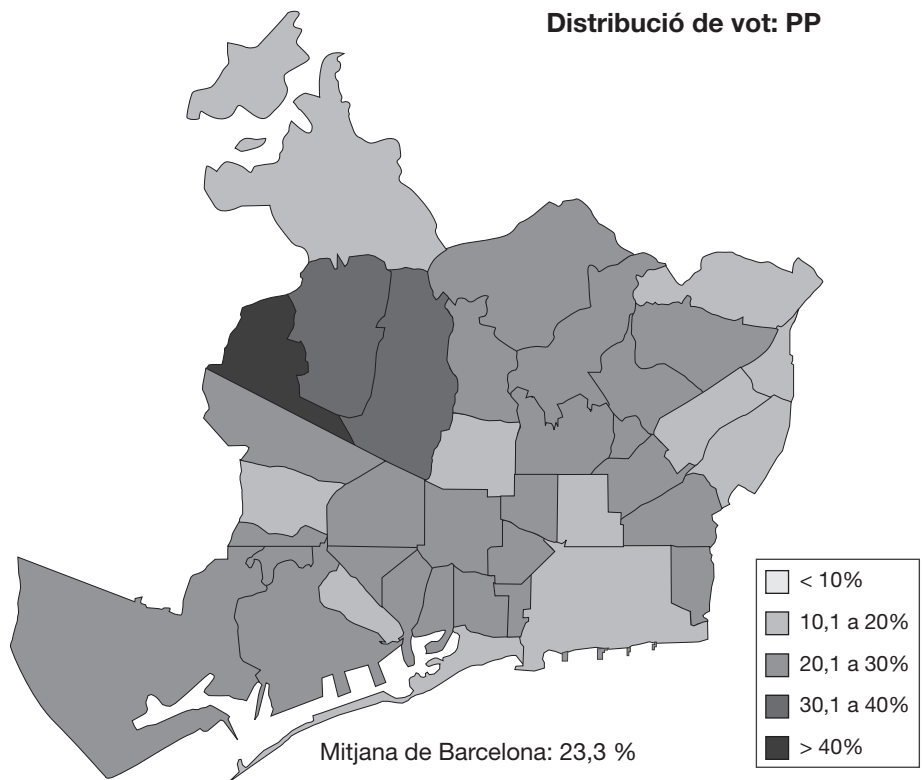 Distribució de vot: PP
< 10%
10,1 a 20%
20,1 a 30%
30,1 a 40%
> 40%
Mitjana de Barcelona: 23,3 %